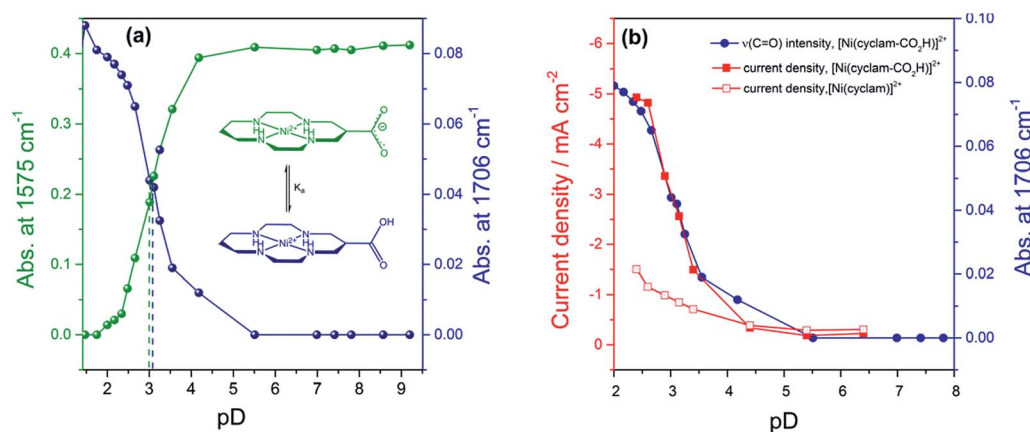 (a)
Abs. at 1575 cm⁻¹
0.4
0.3
0.2
0.1
0.0
2 3 4 5 6 7 8 9
pD
0.08
0.06
0.04
0.02
0.00
Abs. at 1706 cm⁻¹
N N
H Ni²⁺ H
N N
O
⊖
O
Kₐ
N N
H Ni²⁺ H
N N
OH
O
(b)
ν(C=O) intensity, [Ni(cyclam-CO₂H)]²⁺
current density, [Ni(cyclam-CO₂H)]²⁺
current density,[Ni(cyclam)]²⁺
Current density / mA cm⁻²
-6
-5
-4
-3
-2
-1
0
2 3 4 5 6 7 8
pD
0.10
0.08
0.06
0.04
0.02
0.00
Abs. at 1706 cm⁻¹